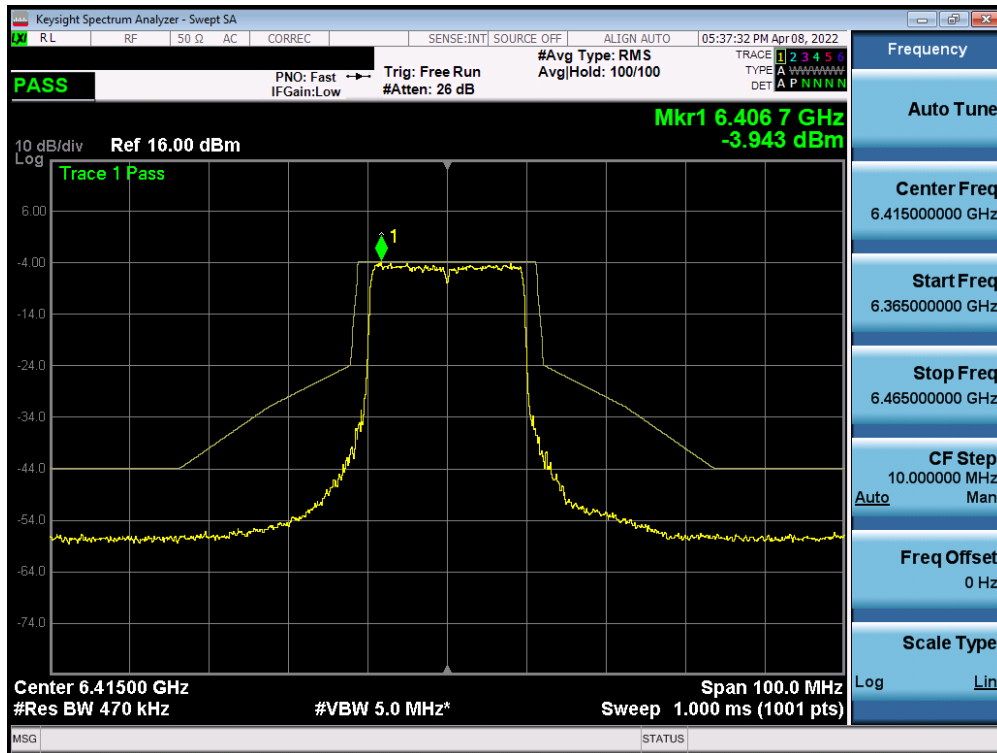 Keysight Spectrum Analyzer - Swept SA
LXI RL RF 50 Ω AC CORREC SENSE:INT SOURCE OFF ALIGN AUTO 05:37:32 PM Apr 08, 2022
PASS
PNO: Fast
IFGain:Low
Trig: Free Run
#Atten: 26 dB
#Avg Type: RMS
Avg|Hold: 100/100
TRACE 1 2 3 4 5 6
TYPE A WWWWW
DET A P N N N N
Mkr1 6.406 7 GHz
-3.943 dBm
10 dB/div Ref 16.00 dBm
Log
Trace 1 Pass
1
6.00
-4.00
-14.0
-24.0
-34.0
-44.0
-54.0
-64.0
-74.0
Center 6.41500 GHz Span 100.0 MHz
#Res BW 470 kHz #VBW 5.0 MHz* Sweep 1.000 ms (1001 pts)
MSG STATUS
Frequency
Auto Tune
Center Freq
6.415000000 GHz
Start Freq
6.365000000 GHz
Stop Freq
6.465000000 GHz
CF Step
10.000000 MHz
Auto Man
Freq Offset
0 Hz
Scale Type
Log Lin